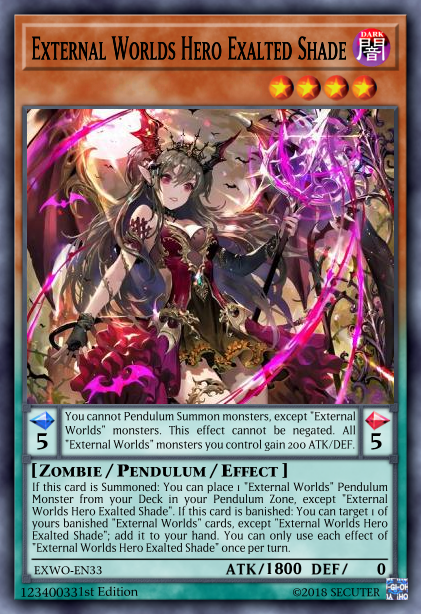 External Worlds Hero Exalted Shade
DARK
闇
You cannot Pendulum Summon monsters, except "External
Worlds" monsters. This effect cannot be negated. All
"External Worlds" monsters you control gain 200 ATK/DEF.
5
5
[Zombie / Pendulum / Effect ]
If this card is Summoned: You can place 1 "External Worlds" Pendulum
Monster from your Deck in your Pendulum Zone, except "External
Worlds Hero Exalted Shade". If this card is banished: You can target 1 of
yours banished "External Worlds" cards, except "External Worlds Hero
Exalted Shade"; add it to your hand. You can only use each effect of
"External Worlds Hero Exalted Shade" once per turn.
EXWO-EN33
ATK/1800 DEF/ 0
123400331st Edition
©2018 SECUTER